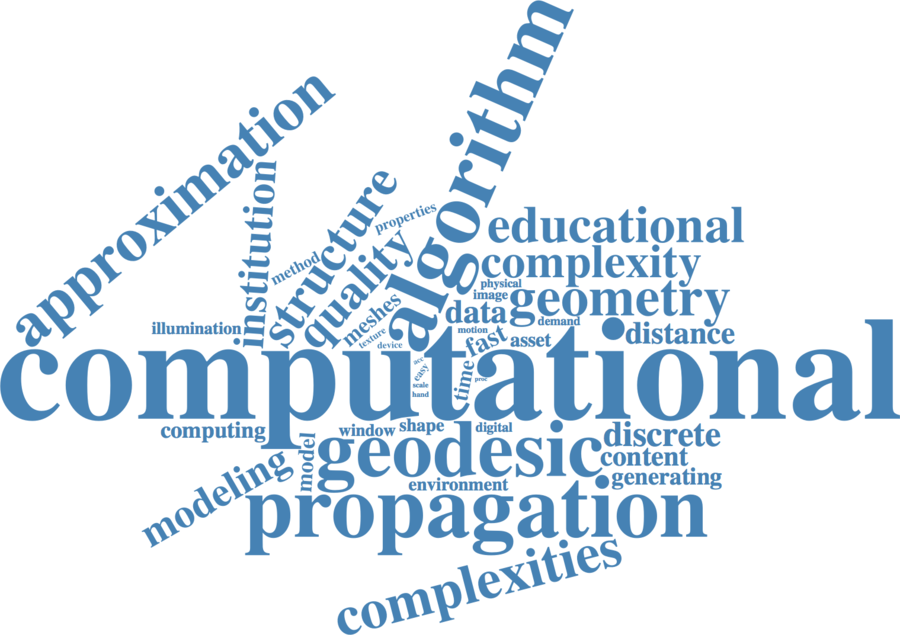 algorithm
approximation
institution
structure
properties
educational
method
quality
complexity
physical
image
geometry
meshes
data
demand
illumination
texture
device
motion
fast
asset
distance
computational
acc
easy
scale
hand
time
proc
computing
window
shape
digital
discrete
model
geodesic
content
modeling
environment
generating
propagation
complexities